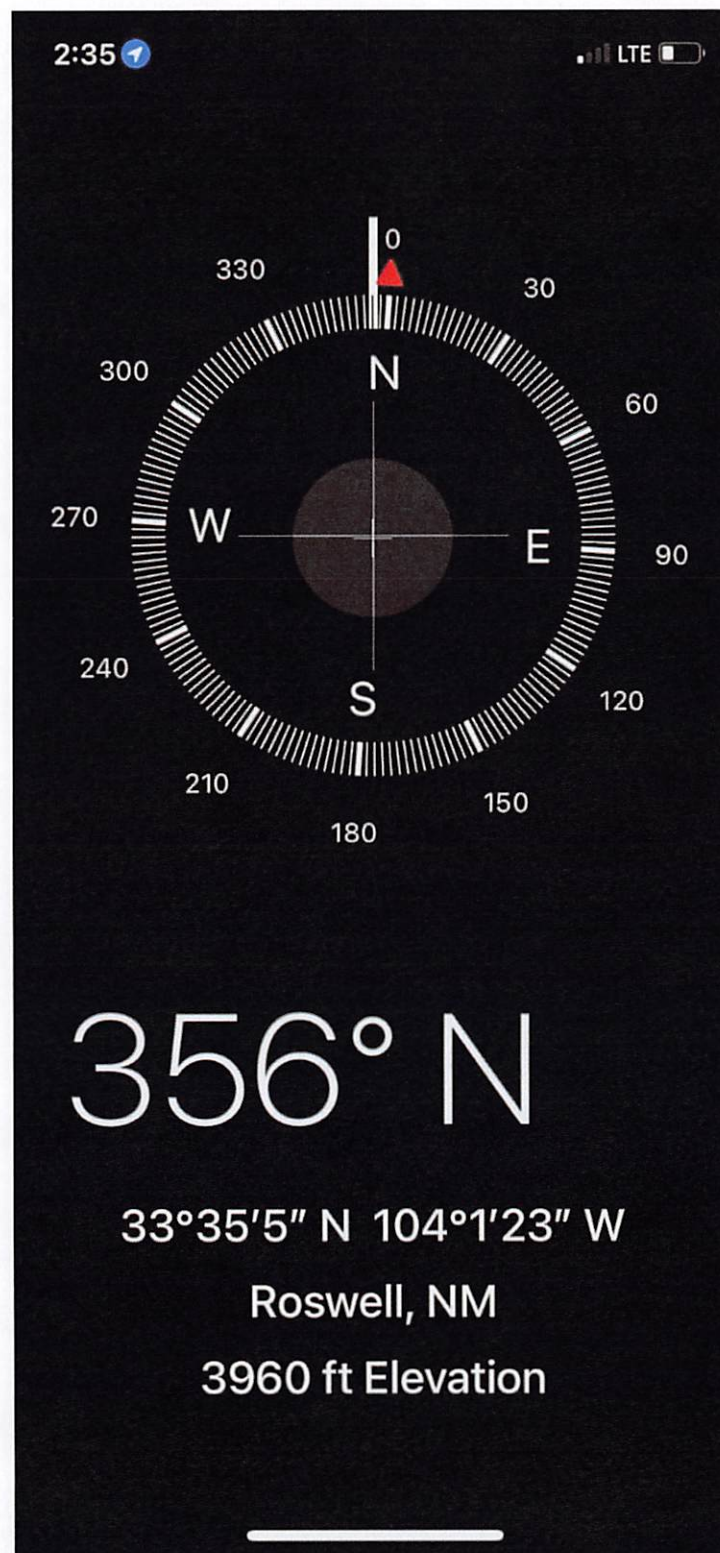 2:35 LTE
0
330 30
300 60
N
270 W E 90
S
240 120
210 150
180
356° N
33°35'5" N 104°1'23" W
Roswell, NM
3960 ft Elevation